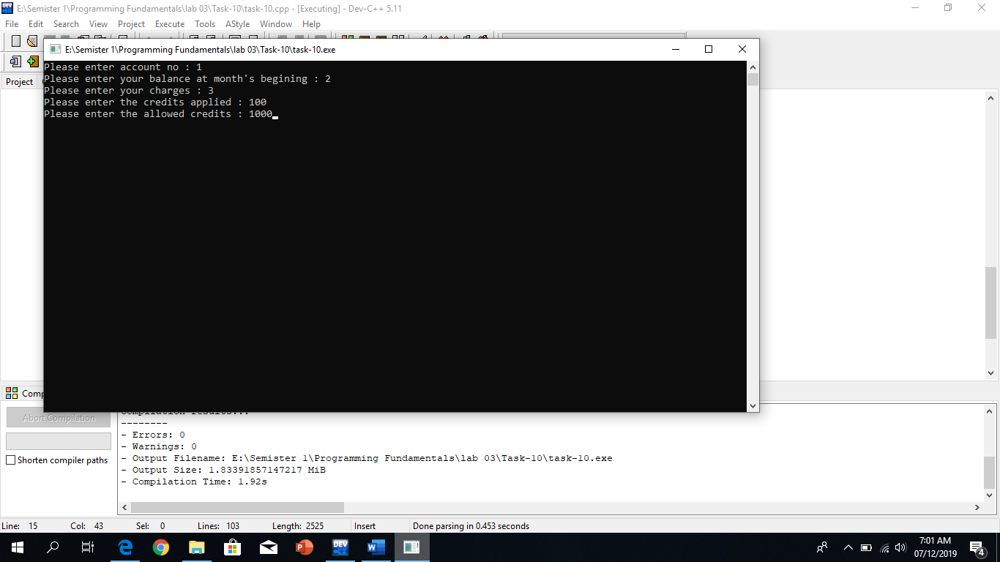 E:\Semister 1\Programming Fundamentals\lab 03\Task-10\task-10.cpp - [Executing] - Dev-C++ 5.11
File Edit Search View Project Execute Tools AStyle Window Help
E:\Semister 1\Programming Fundamentals\lab 03\Task-10\task-10.exe
Please enter account no : 1
Please enter your balance at month's begining : 2
Please enter your charges : 3
Please enter the credits applied : 100
Please enter the allowed credits : 1000
Project
Abort Compilation
Shorten compiler paths
Compilation results...
--------
- Errors: 0
- Warnings: 0
- Output Filename: E:\Semister 1\Programming Fundamentals\lab 03\Task-10\task-10.exe
- Output Size: 1.83391857147217 MiB
- Compilation Time: 1.92s
Line: 15 Col: 43 Sel: 0 Lines: 103 Length: 2525 Insert Done parsing in 0.453 seconds
DEV C++
7:01 AM
07/12/2019
4